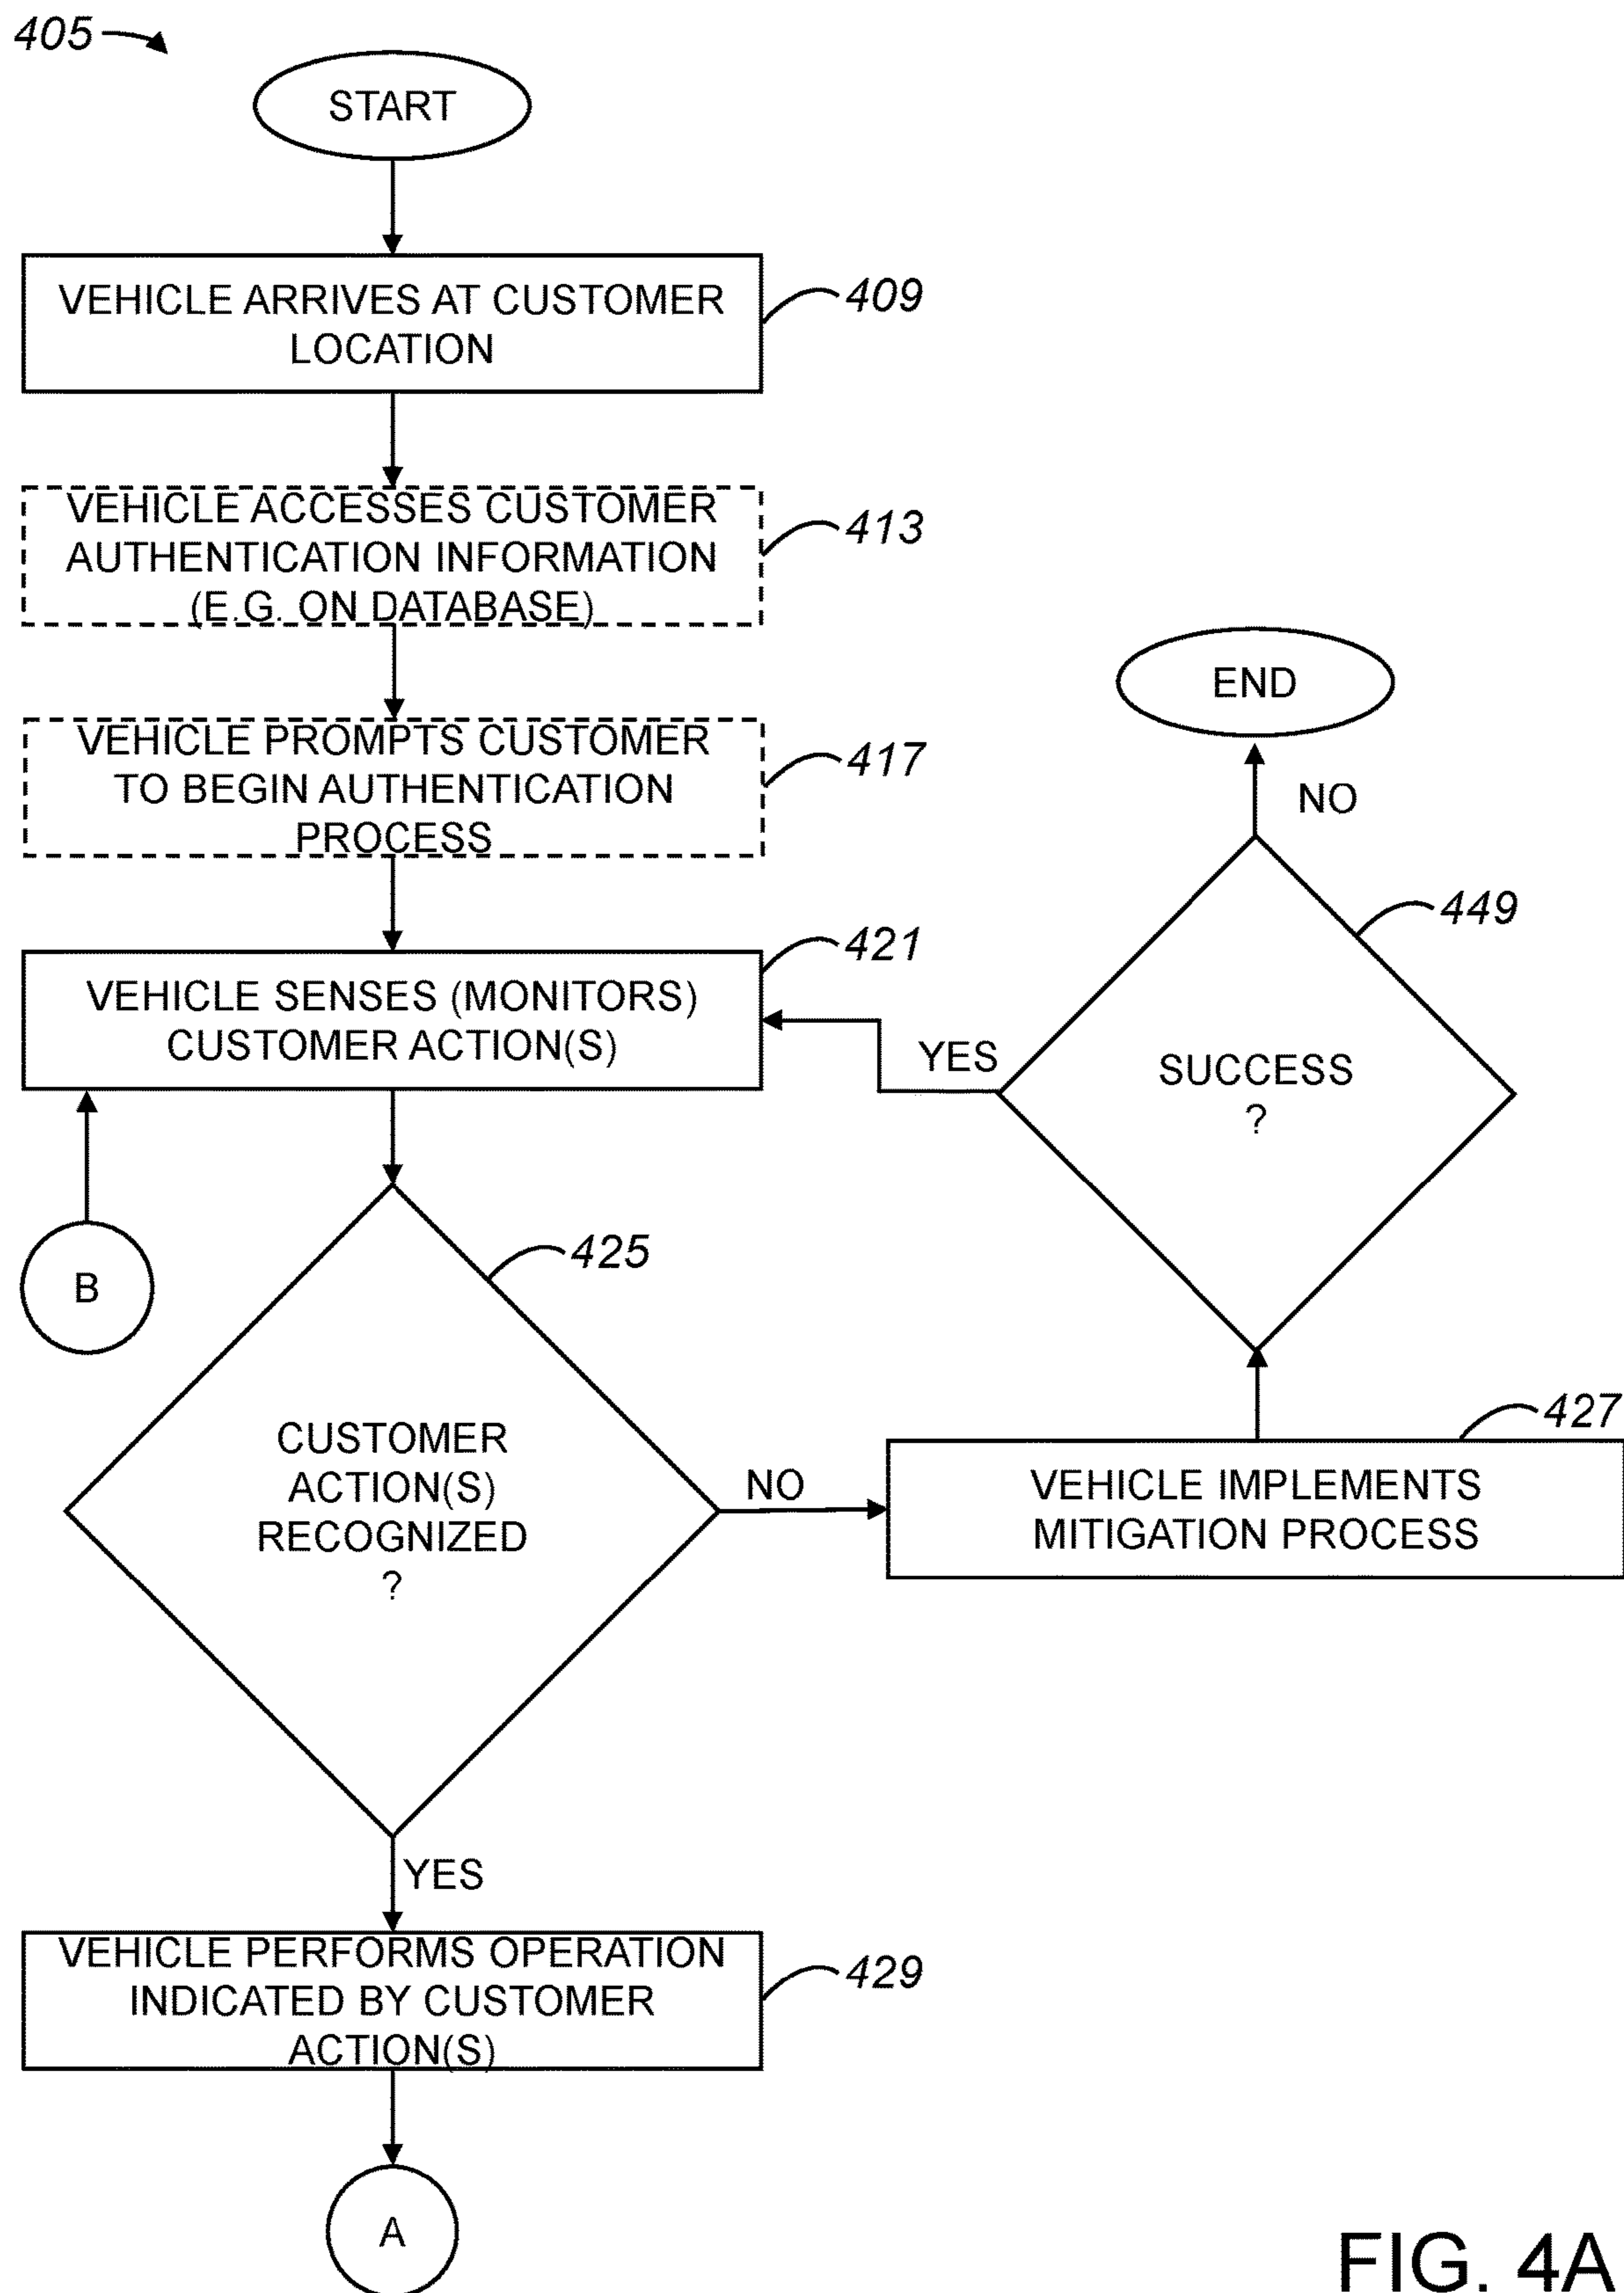 405
START
VEHICLE ARRIVES AT CUSTOMER
LOCATION
409
VEHICLE ACCESSES CUSTOMER
AUTHENTICATION INFORMATION
(E.G. ON DATABASE)
413
VEHICLE PROMPTS CUSTOMER
TO BEGIN AUTHENTICATION
PROCESS
417
VEHICLE SENSES (MONITORS)
CUSTOMER ACTION(S)
421
B
CUSTOMER
ACTION(S)
RECOGNIZED
?
425
NO
VEHICLE IMPLEMENTS
MITIGATION PROCESS
427
SUCCESS
?
449
YES
NO
END
YES
VEHICLE PERFORMS OPERATION
INDICATED BY CUSTOMER
ACTION(S)
429
A
FIG. 4A